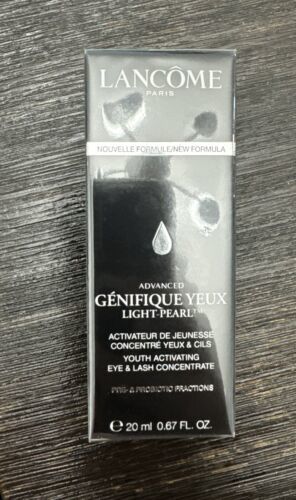 LANCÔME
PARIS
NOUVELLE FORMULE/NEW FORMULA
ADVANCED
GÉNIFIQUE YEUX
LIGHT-PEARL™
ACTIVATEUR DE JEUNESSE
CONCENTRÉ YEUX & CILS
YOUTH ACTIVATING
EYE & LASH CONCENTRATE
PRÉ- & PROBIOTIC FRACTIONS
℮ 20 ml 0.67 FL. OZ.